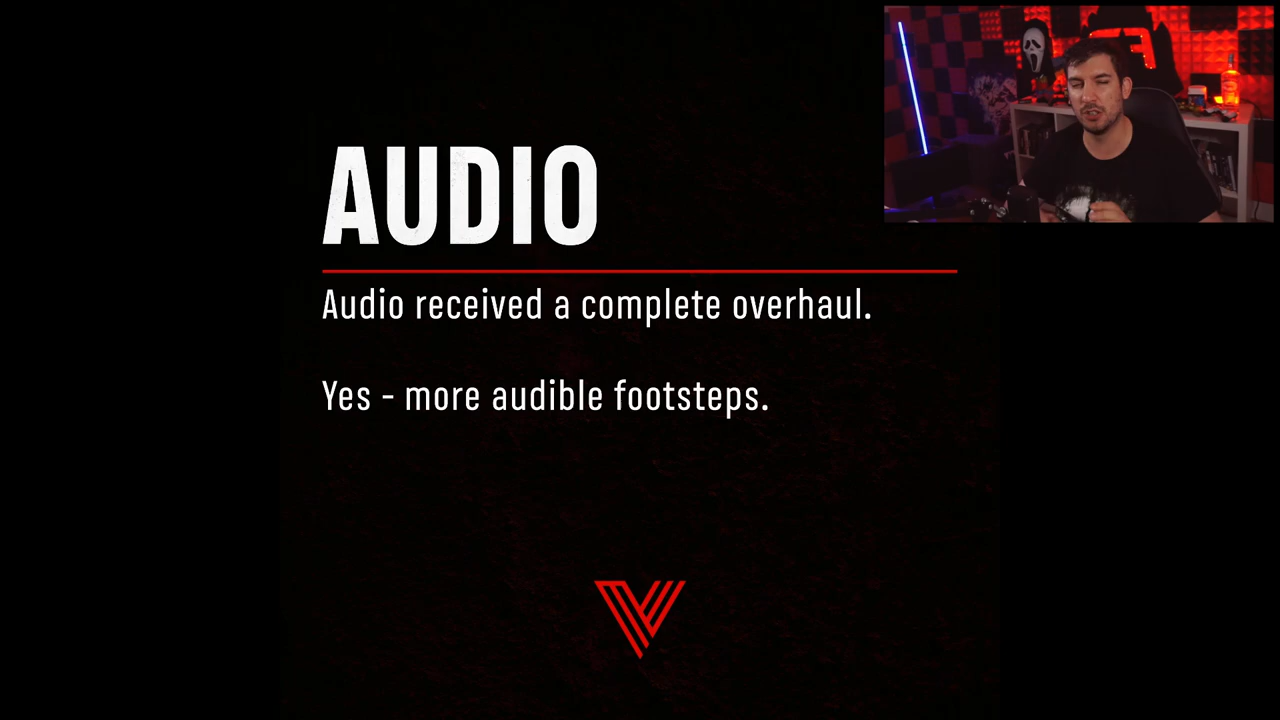 AUDIO
Audio received a complete overhaul.
Yes - more audible footsteps.